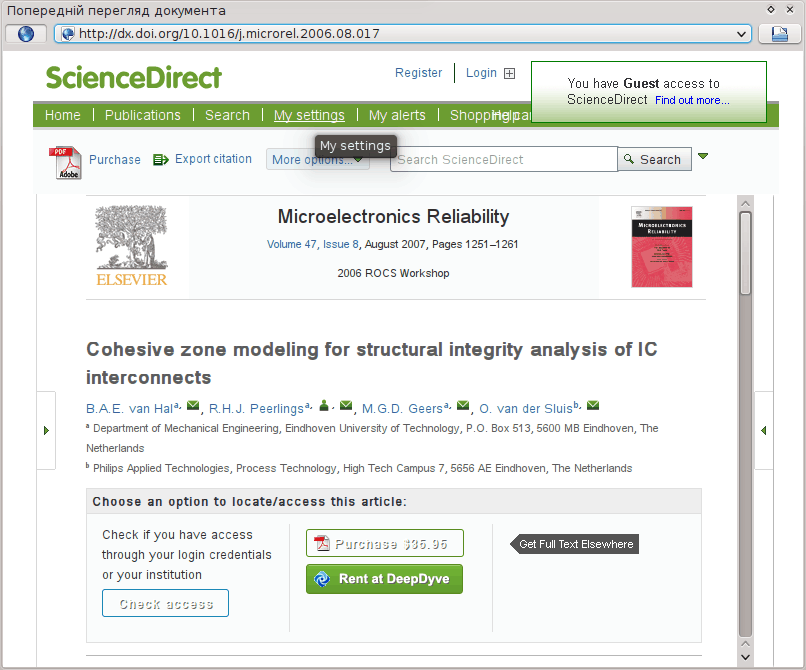 Попередній перегляд документа
http://dx.doi.org/10.1016/j.microrel.2006.08.017
ScienceDirect
Register
Login
You have Guest access to
ScienceDirect Find out more...
Home
Publications
Search
My settings
My alerts
Shopping car
Help
PDF
Adobe
Purchase
Export citation
More options...
My settings
Search ScienceDirect
Search
ELSEVIER
Microelectronics Reliability
Volume 47, Issue 8, August 2007, Pages 1251–1261
2006 ROCS Workshop
MICROELECTRONICS
RELIABILITY
Cohesive zone modeling for structural integrity analysis of IC
interconnects
B.A.E. van Hal a, , R.H.J. Peerlings a, , , M.G.D. Geers a, , O. van der Sluis b,
a Department of Mechanical Engineering, Eindhoven University of Technology, P.O. Box 513, 5600 MB Eindhoven, The
Netherlands
b Philips Applied Technologies, Process Technology, High Tech Campus 7, 5656 AE Eindhoven, The Netherlands
Choose an option to locate/access this article:
Check if you have access
through your login credentials
or your institution
Check access
Purchase $35.95
Rent at DeepDyve
Get Full Text Elsewhere